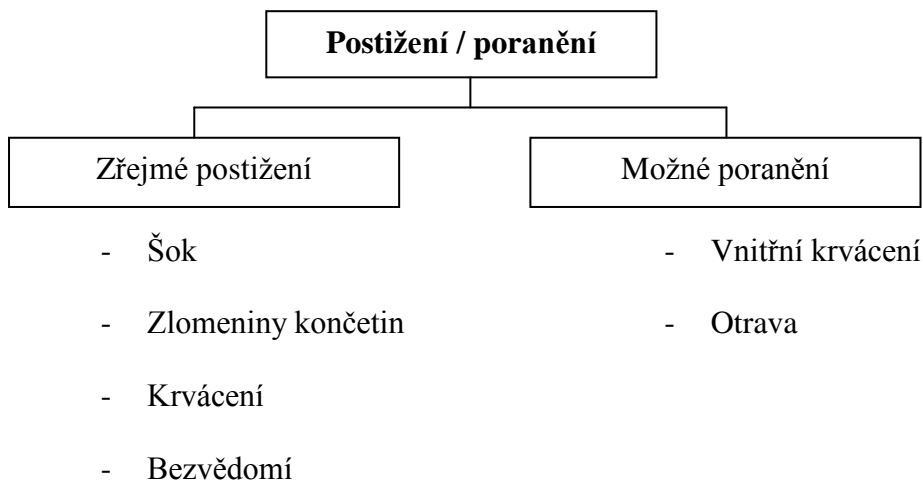 Postižení / poranění
Zřejmé postižení
- Šok
- Zlomeniny končetin
- Krvácení
- Bezvědomí
Možné poranění
- Vnitřní krvácení
- Otrava